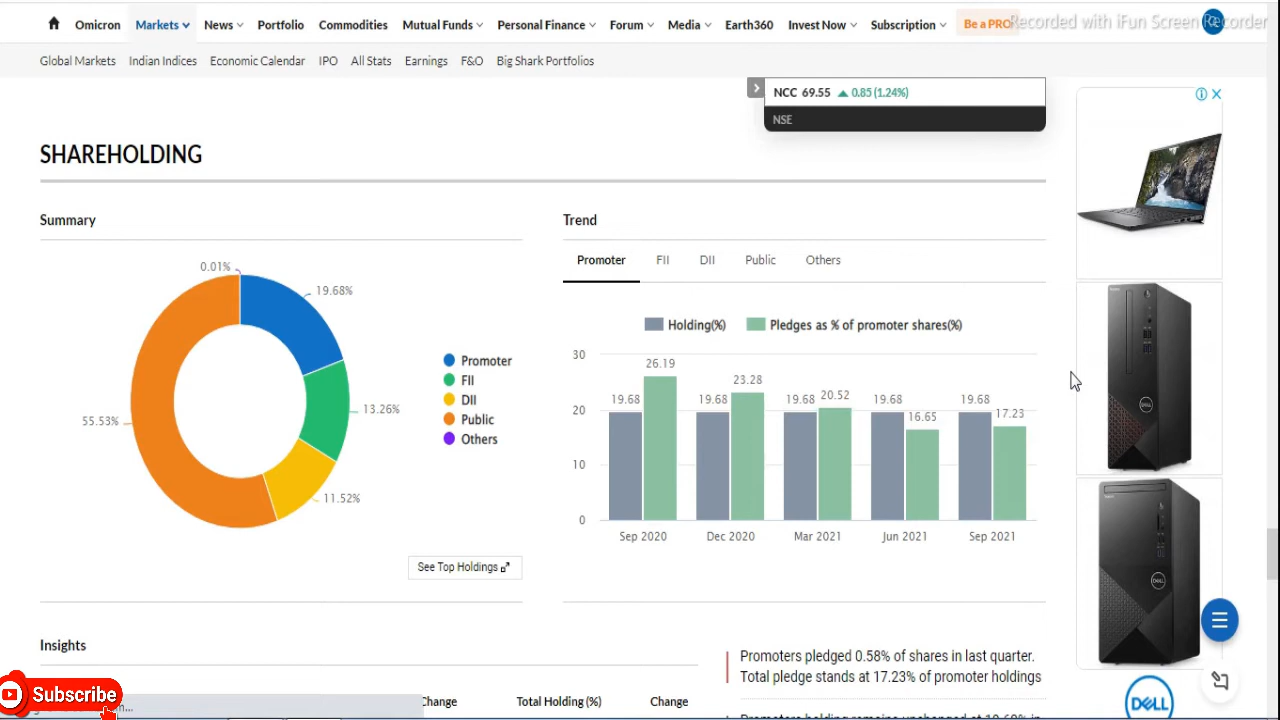 Omicron Markets News Portfolio Commodities Mutual Funds Personal Finance Forum Media Earth360 Invest Now Subscription Be a PRO
Recorded with iFun Screen Recorder
Global Markets Indian Indices Economic Calendar IPO All Stats Earnings F&O Big Shark Portfolios
NCC 69.55 0.85 (1.24%)
NSE
SHAREHOLDING
Summary
0.01%
19.68%
13.26%
11.52%
55.53%
Promoter
FII
DII
Public
Others
See Top Holdings
Trend
Promoter FII DII Public Others
Holding(%) Pledges as % of promoter shares(%)
30
20
10
0
19.68 26.19 19.68 23.28 19.68 20.52 19.68 16.65 19.68 17.23
Sep 2020 Dec 2020 Mar 2021 Jun 2021 Sep 2021
Insights
Change Total Holding (%) Change
Promoters pledged 0.58% of shares in last quarter.
Total pledge stands at 17.23% of promoter holdings
Subscribe
DELL